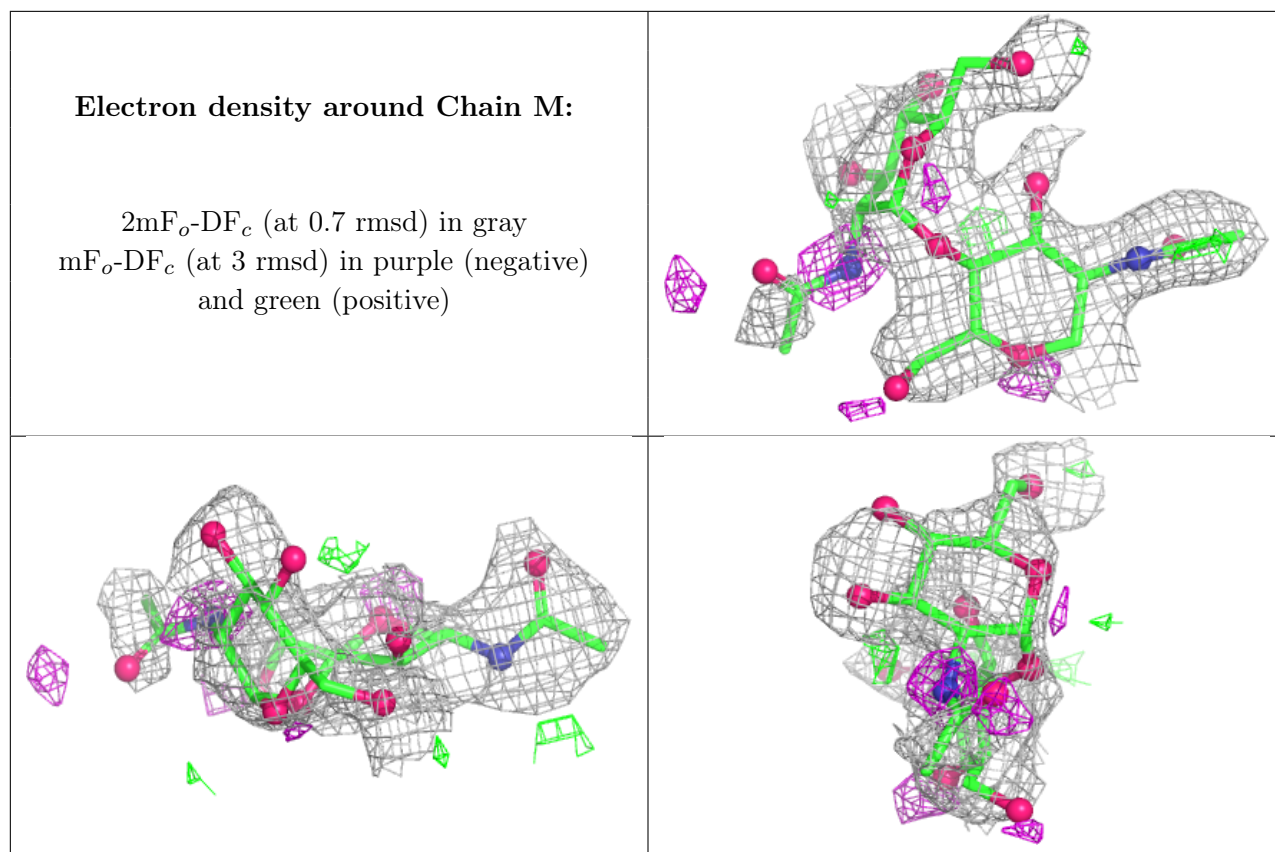 Electron density around Chain M:
2mFo-DFc (at 0.7 rmsd) in gray
mFo-DFc (at 3 rmsd) in purple (negative)
and green (positive)